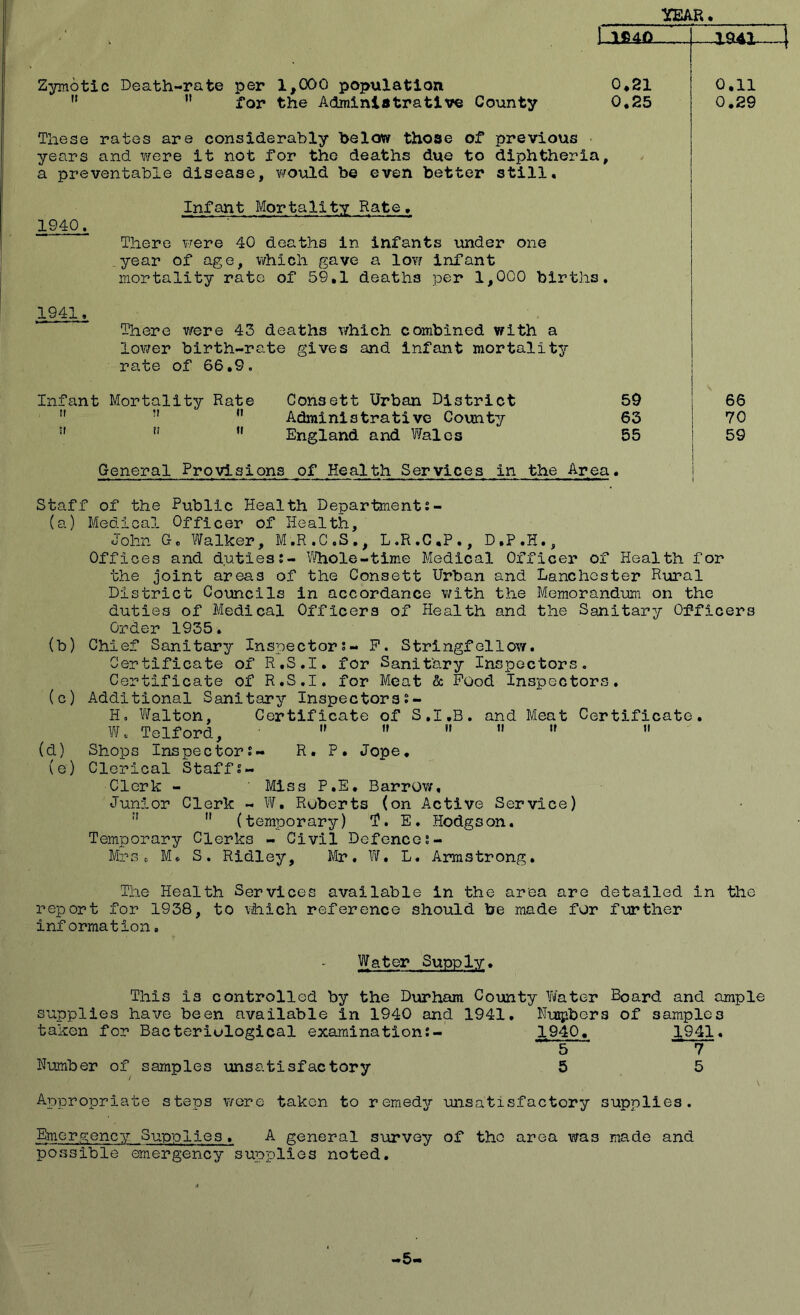 YEAR.
1940 1941
Zymotic Death-rate per 1,000 population 0.21 0.11
" " for the Administrative County 0.25 0.29
These rates are considerably below those of previous
years and were it not for the deaths due to diphtheria,
a preventable disease, would be even better still.
Infant Mortality Rate.
1940.
There were 40 deaths in infants under one
year of age, which gave a low infant
mortality rate of 59.1 deaths per 1,000 births.
1941.
There were 43 deaths which combined with a
lower birth-rate gives and infant mortality
rate of 66.9.
Infant Mortality Rate Consett Urban District 59 66
" " " Administrative County 63 70
" " " England and Wales 55 59
General Provisions of Health Services in the Area.
Staff of the Public Health Department:-
(a) Medical Officer of Health,
John G. Walker, M.R.C.S., L.R.C.P., D.P.H.,
Offices and duties:- Whole-time Medical Officer of Health for
the joint areas of the Consett Urban and Lanchester Rural
District Councils in accordance with the Memorandum on the
duties of Medical Officers of Health and the Sanitary Officers
Order 1935.
(b) Chief Sanitary Inspector:- F. Stringfellow.
Certificate of R.S.I. for Sanitary Inspectors.
Certificate of R.S.I. for Meat & Food Inspectors.
(c) Additional Sanitary Inspectors:-
H. Walton, Certificate of S.I.B. and Meat Certificate.
W. Telford, " " " " " "
(d) Shops Inspector:- R. P. Jope.
(e) Clerical Staff:-
Clerk - Miss P.E. Barrow.
Junior Clerk - W. Roberts (on Active Service)
" " (temporary) T. E. Hodgson.
Temporary Clerks - Civil Defence:-
Mrs. M. S. Ridley, Mr. W. L. Armstrong.
The Health Services available in the area are detailed in the
report for 1938, to which reference should be made for further
information.
Water Supply.
This is controlled by the Durham County Water Board and ample
supplies have been available in 1940 and 1941. Numbers of samples
taken for Bacteriological examination:- 1940. 1941.
5 7
Number of samples unsatisfactory 5 5
Appropriate steps were taken to remedy unsatisfactory supplies.
Emergency Supplies. A general survey of the area was made and
possible emergency supplies noted.
-5-